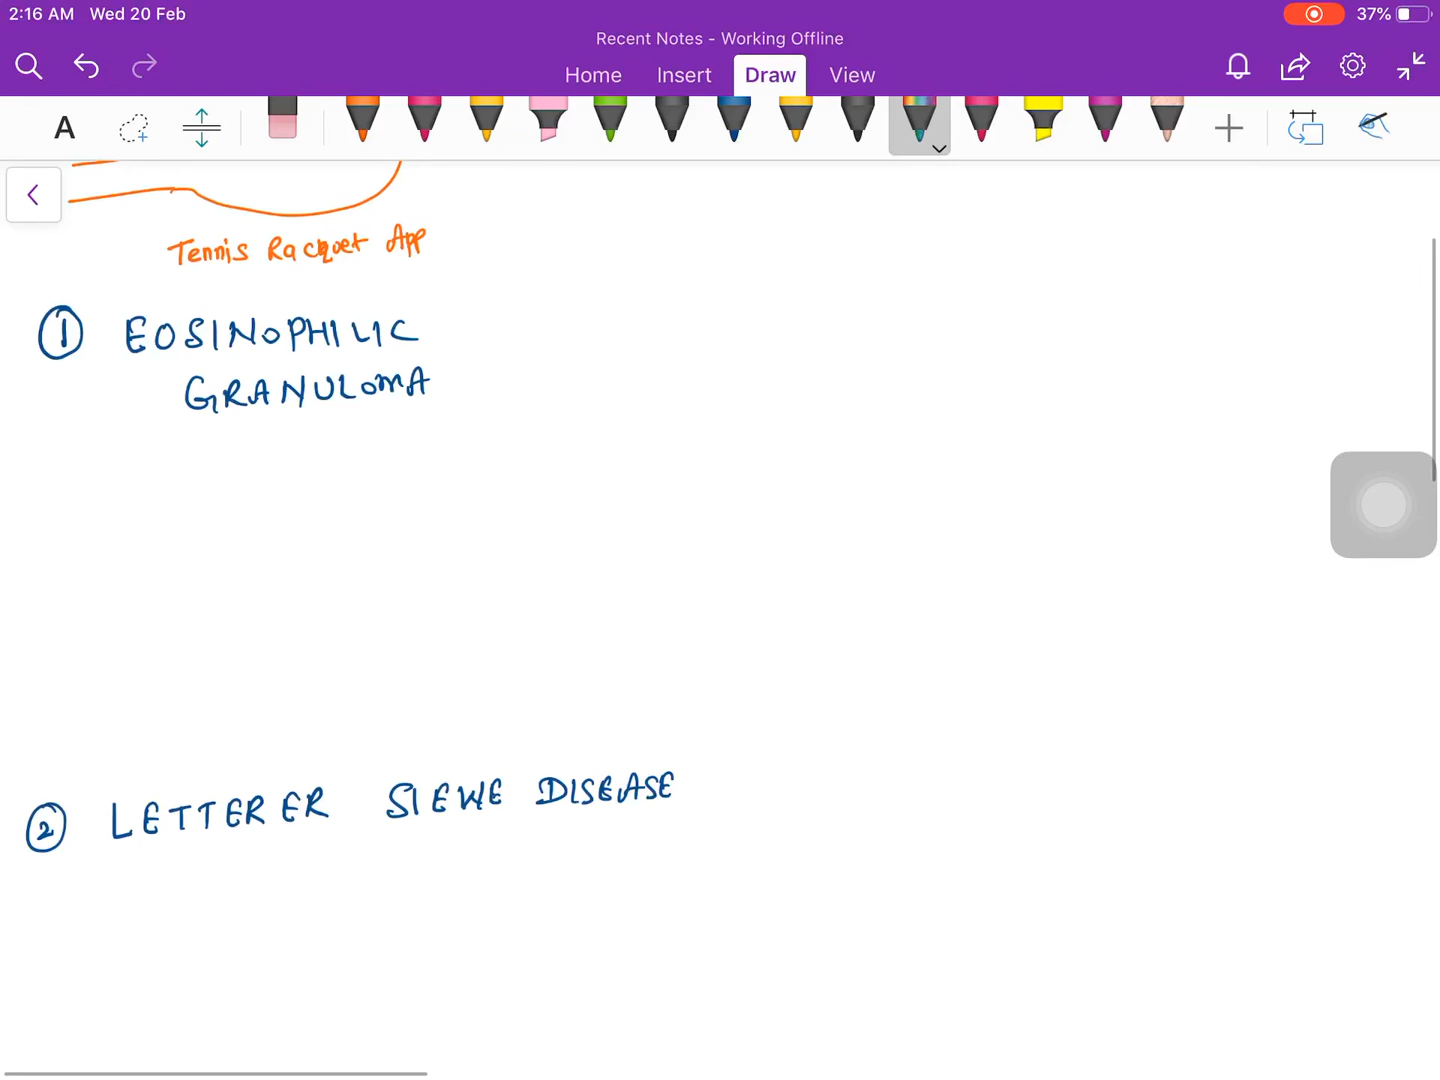 2:16 AM Wed 20 Feb
37%
Recent Notes - Working Offline
Home Insert Draw View
A
Tennis Racquet App
1 EOSINOPHILIC
GRANULOMA
2 LETTERER SIEWE DISEASE